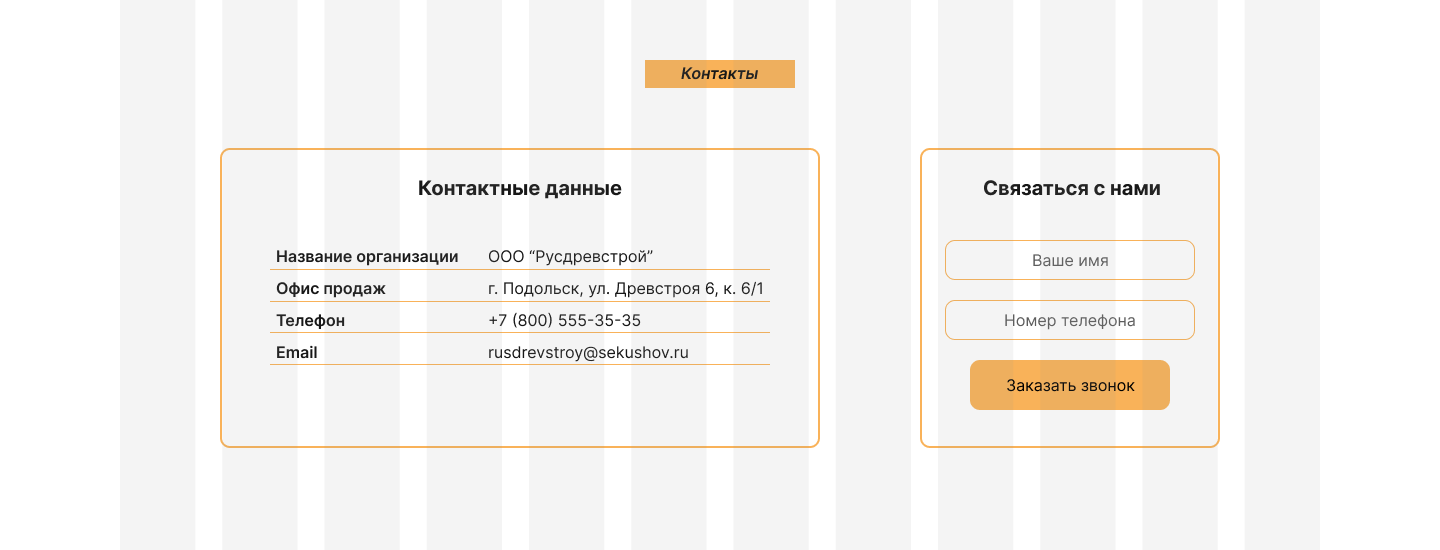 Контакты
Контактные данные
Название организации ООО “Русдревстрой”
Офис продаж г. Подольск, ул. Древстроя 6, к. 6/1
Телефон +7 (800) 555-35-35
Email rusdrevstroy@sekushov.ru
Связаться с нами
Ваше имя
Номер телефона
Заказать звонок